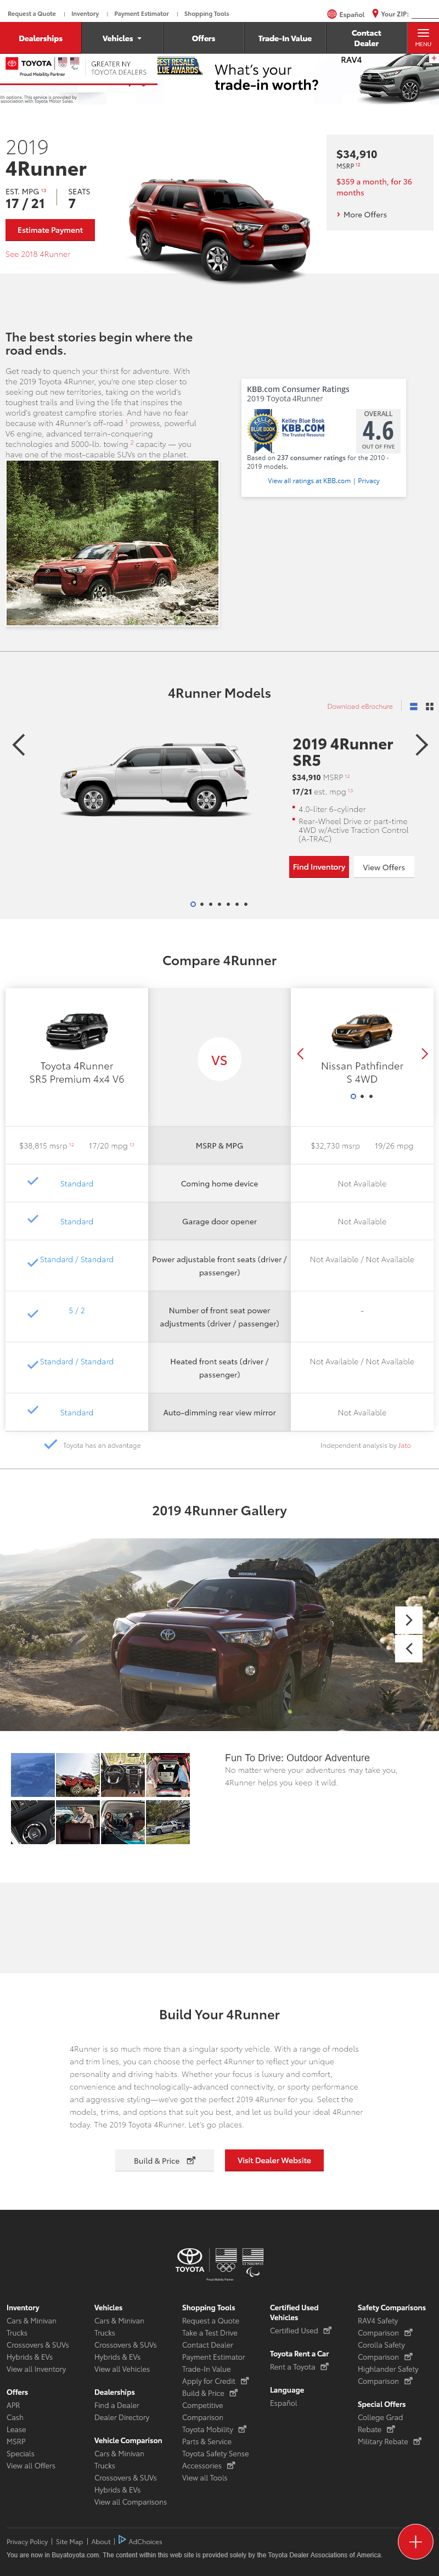 Request a Quote | Inventory | Payment Estimator | Shopping Tools
Español
Your ZIP:
Dealerships
Vehicles
Offers
Trade-In Value
Contact
Dealer
MENU
TOYOTA
Proud Mobility Partner
GREATER NY
TOYOTA DEALERS
BEST RESALE
VALUE AWARDS
What's your
trade-in worth?
RAV4
association with Toyota Motor Sales.
2019
4Runner
EST. MPG 13
17 / 21
SEATS
7
Estimate Payment
See 2018 4Runner
$34,910
MSRP 12
$359 a month, for 36
months
More Offers
The best stories begin where the
road ends.
Get ready to quench your thirst for adventure. With
the 2019 Toyota 4Runner, you're one step closer to
seeking out new territories, taking on the world's
toughest trails and living the life that inspires the
world's greatest campfire stories. And have no fear
because with 4Runner's off-road 1 prowess, powerful
V6 engine, advanced terrain-conquering
technologies and 5000-lb. towing 2 capacity — you
have one of the most-capable SUVs on the planet.
KBB.com Consumer Ratings
2019 Toyota 4Runner
Kelley Blue Book
KBB.COM
The Trusted Resource
OVERALL
4.6
OUT OF FIVE
Based on 237 consumer ratings for the 2010 -
2019 models.
View all ratings at KBB.com | Privacy
4Runner Models
Download eBrochure
2019 4Runner
SR5
$34,910 MSRP 12
17/21 est. mpg 13
4.0-liter 6-cylinder
Rear-Wheel Drive or part-time
4WD w/Active Traction Control
(A-TRAC)
Find Inventory
View Offers
Compare 4Runner
Toyota 4Runner
SR5 Premium 4x4 V6
VS
Nissan Pathfinder
S 4WD
$38,815 msrp 12 17/20 mpg 13
MSRP & MPG
$32,730 msrp 19/26 mpg
Standard
Coming home device
Not Available
Standard
Garage door opener
Not Available
Standard / Standard
Power adjustable front seats (driver /
passenger)
Not Available / Not Available
5 / 2
Number of front seat power
adjustments (driver / passenger)
-
Standard / Standard
Heated front seats (driver /
passenger)
Not Available / Not Available
Standard
Auto-dimming rear view mirror
Not Available
Toyota has an advantage
Independent analysis by Jato
2019 4Runner Gallery
Fun To Drive: Outdoor Adventure
No matter where your adventures may take you,
4Runner helps you keep it wild.
Build Your 4Runner
4Runner is so much more than a singular sporty vehicle. With a range of models
and trim lines, you can choose the perfect 4Runner to reflect your unique
personality and driving habits. Whether your focus is luxury and comfort,
convenience and technologically-advanced connectivity, or sporty performance
and aggressive styling—we've got the perfect 2019 4Runner for you. Select the
models, trims, and options that suit you best, and let us build your ideal 4Runner
today. The 2019 Toyota 4Runner. Let's go places.
Build & Price
Visit Dealer Website
TOYOTA
Inventory
Cars & Minivan
Trucks
Crossovers & SUVs
Hybrids & EVs
View all Inventory
Offers
APR
Cash
Lease
MSRP
Specials
View all Offers
Vehicles
Cars & Minivan
Trucks
Crossovers & SUVs
Hybrids & EVs
View all Vehicles
Dealerships
Find a Dealer
Dealer Directory
Vehicle Comparison
Cars & Minivan
Trucks
Crossovers & SUVs
Hybrids & EVs
View all Comparisons
Shopping Tools
Request a Quote
Take a Test Drive
Contact Dealer
Payment Estimator
Trade-In Value
Apply for Credit
Build & Price
Competitive
Comparison
Toyota Mobility
Parts & Service
Toyota Safety Sense
Accessories
View all Tools
Certified Used
Vehicles
Certified Used
Toyota Rent a Car
Rent a Toyota
Language
Español
Safety Comparisons
RAV4 Safety
Comparison
Corolla Safety
Comparison
Highlander Safety
Comparison
Special Offers
College Grad
Rebate
Military Rebate
Privacy Policy | Site Map | About | AdChoices
You are now in Buyatoyota.com. The content within this web site is provided solely by the Toyota Dealer Associations of America.